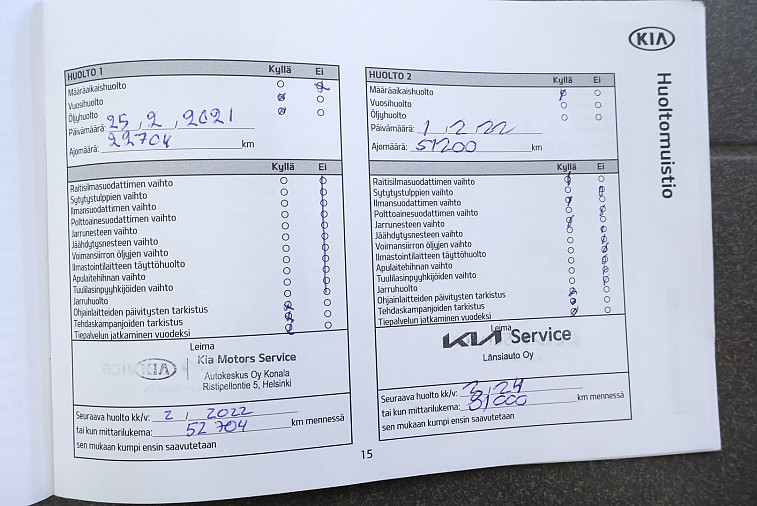 KIA
Huoltomuistio
HUOLTO 1 Kyllä Ei
Määräaikaishuolto
Vuosihuolto
Öljyhuolto
Päivämäärä: 25, 2, 2021
Ajomäärä: 22704 km
Kyllä Ei
Raitisilmasuodattimen vaihto
Sytytystulppien vaihto
Ilmansuodattimen vaihto
Polttoainesuodattimen vaihto
Jarrunesteen vaihto
Jäähdytysnesteen vaihto
Voimansiirron öljyjen vaihto
Ilmastointilaitteen täyttöhuolto
Apulaitehihnan vaihto
Tuulilasinpyyhkijöiden vaihto
Jarruhuolto
Ohjainlaitteiden päivitysten tarkistus
Tehdaskampanjoiden tarkistus
Tiepalvelun jatkaminen vuodeksi
Leima
KIA Kia Motors Service
Autokeskus Oy Konala
Ristipellontie 5, Helsinki
Seuraava huolto kk/v: 2 / 2022
tai kun mittarilukema: 52 704 km mennessä
sen mukaan kumpi ensin saavutetaan
HUOLTO 2 Kyllä Ei
Määräaikaishuolto
Vuosihuolto
Öljyhuolto
Päivämäärä: 1, 2, 22
Ajomäärä: 51200 km
Kyllä Ei
Raitisilmasuodattimen vaihto
Sytytystulppien vaihto
Ilmansuodattimen vaihto
Polttoainesuodattimen vaihto
Jarrunesteen vaihto
Jäähdytysnesteen vaihto
Voimansiirron öljyjen vaihto
Ilmastointilaitteen täyttöhuolto
Apulaitehihnan vaihto
Tuulilasinpyyhkijöiden vaihto
Jarruhuolto
Ohjainlaitteiden päivitysten tarkistus
Tehdaskampanjoiden tarkistus
Tiepalvelun jatkaminen vuodeksi
Leima
KIA Service
Länsiauto Oy
Seuraava huolto kk/v: 2, 24
tai kun mittarilukema: 81000 km mennessä
sen mukaan kumpi ensin saavutetaan
15